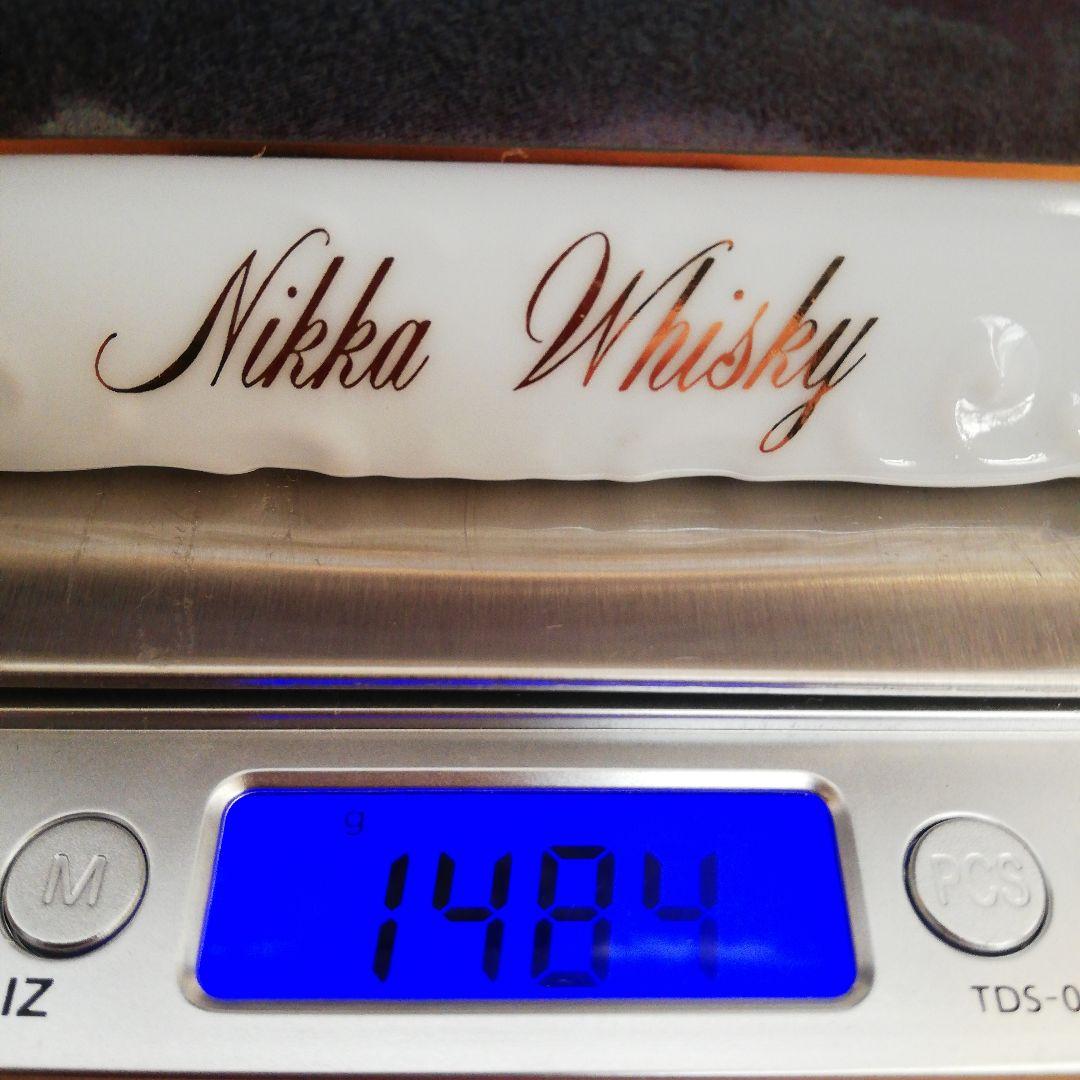 Nikka Whisky
g
1484
M
PCS
IZ
TDS-0